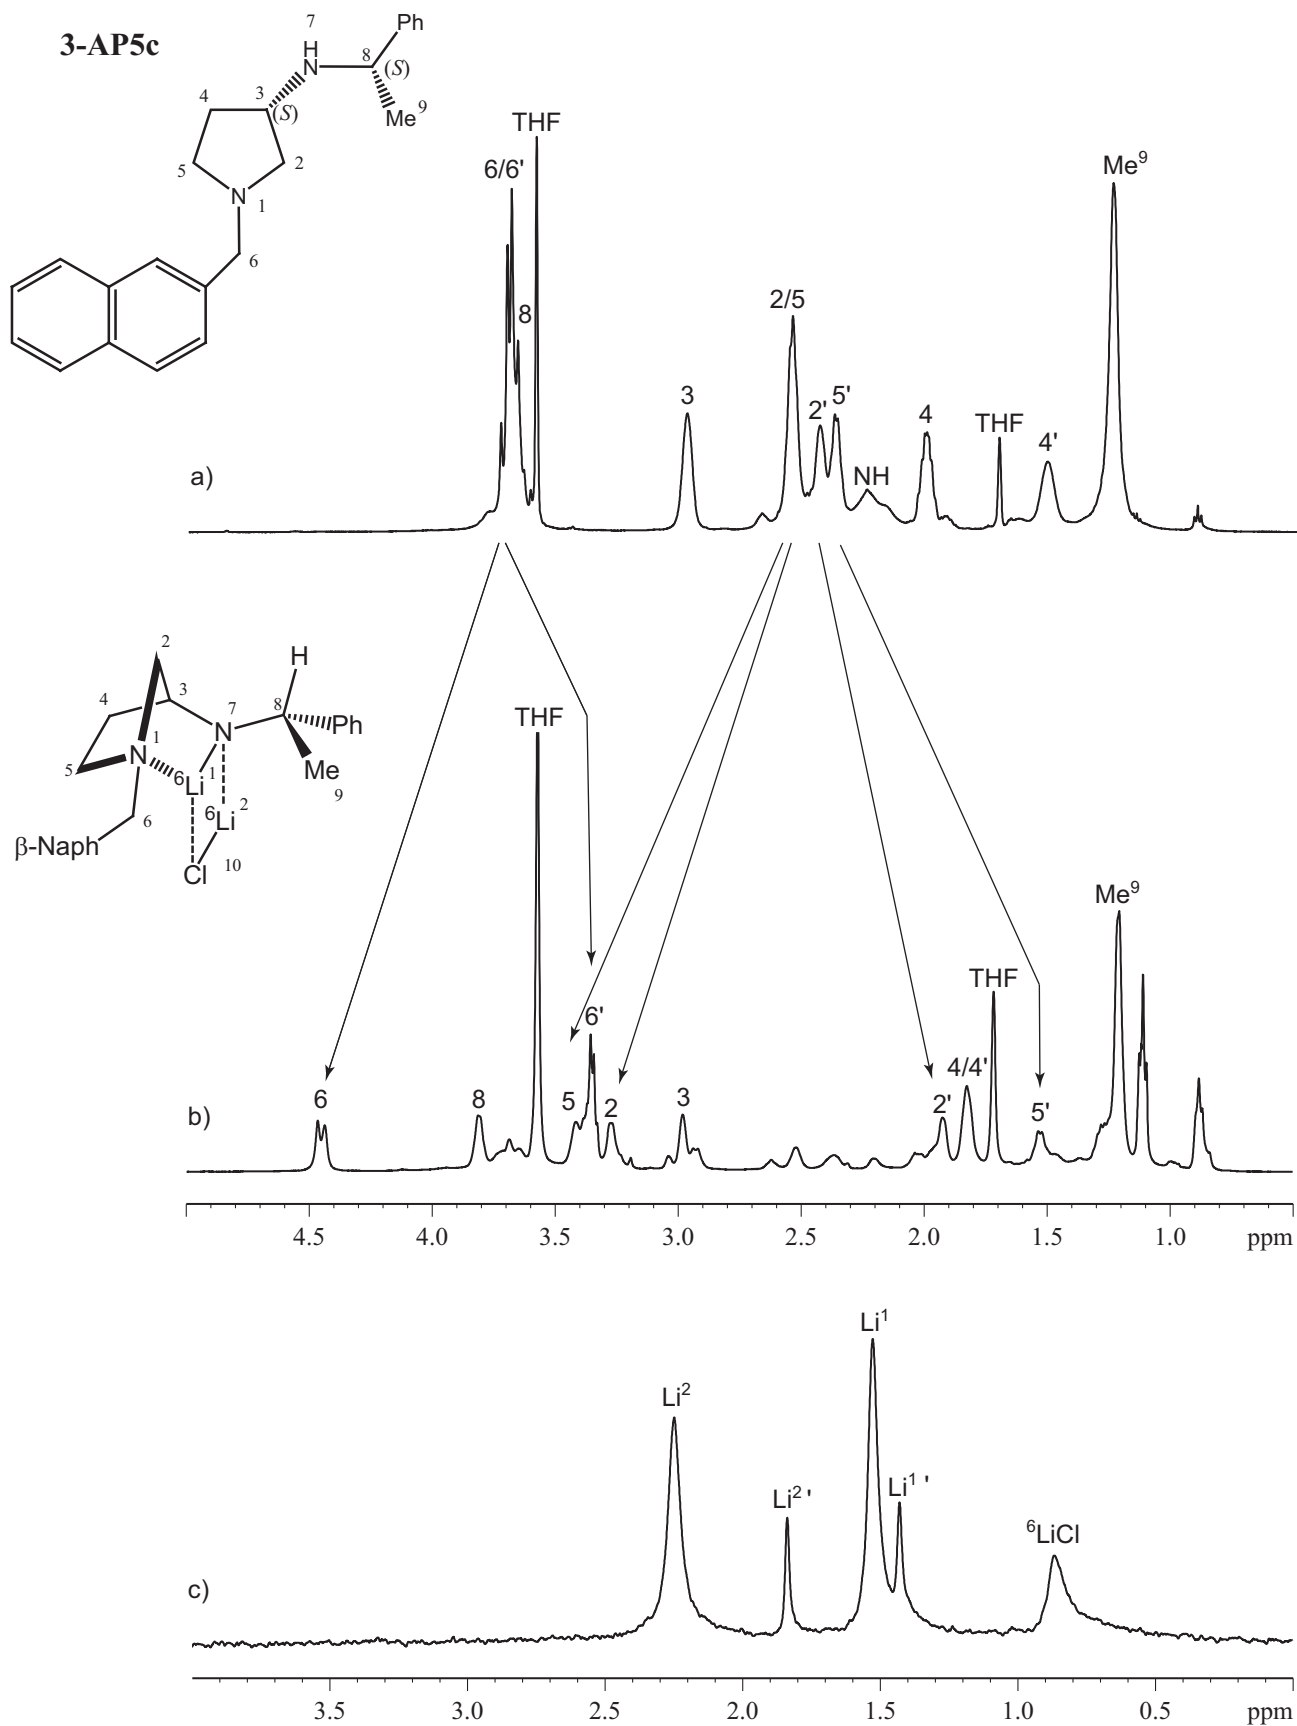 3-AP5c
7
H
N
Ph
8
(S)
Me⁹
3
(S)
4
5
2
N
1
6
THF
6/6'
8
Me⁹
2/5
3
2'
5'
4
THF
4'
NH
a)
2
H
4
3
7
N
8
Ph
1
N
5
⁶Li
1
Me
9
⁶Li
2
6
β-Naph
Cl
10
THF
Me⁹
THF
6'
6
8
5
2
3
2'
4/4'
5'
b)
4.5
4.0
3.5
3.0
2.5
2.0
1.5
1.0
ppm
Li¹
Li²
Li²'
Li¹'
⁶LiCl
c)
3.5
3.0
2.5
2.0
1.5
1.0
0.5
ppm